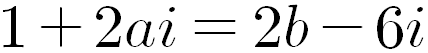 1 + 2ai = 2b − 6i